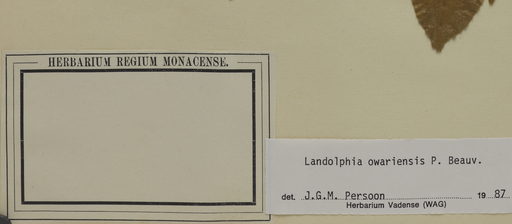 HERBARIUM REGIUM MONACENSE.
Landolphia owariensis P. Beauv.
det. J.G.M. Persoon 19 87
Herbarium Vadense (WAG)